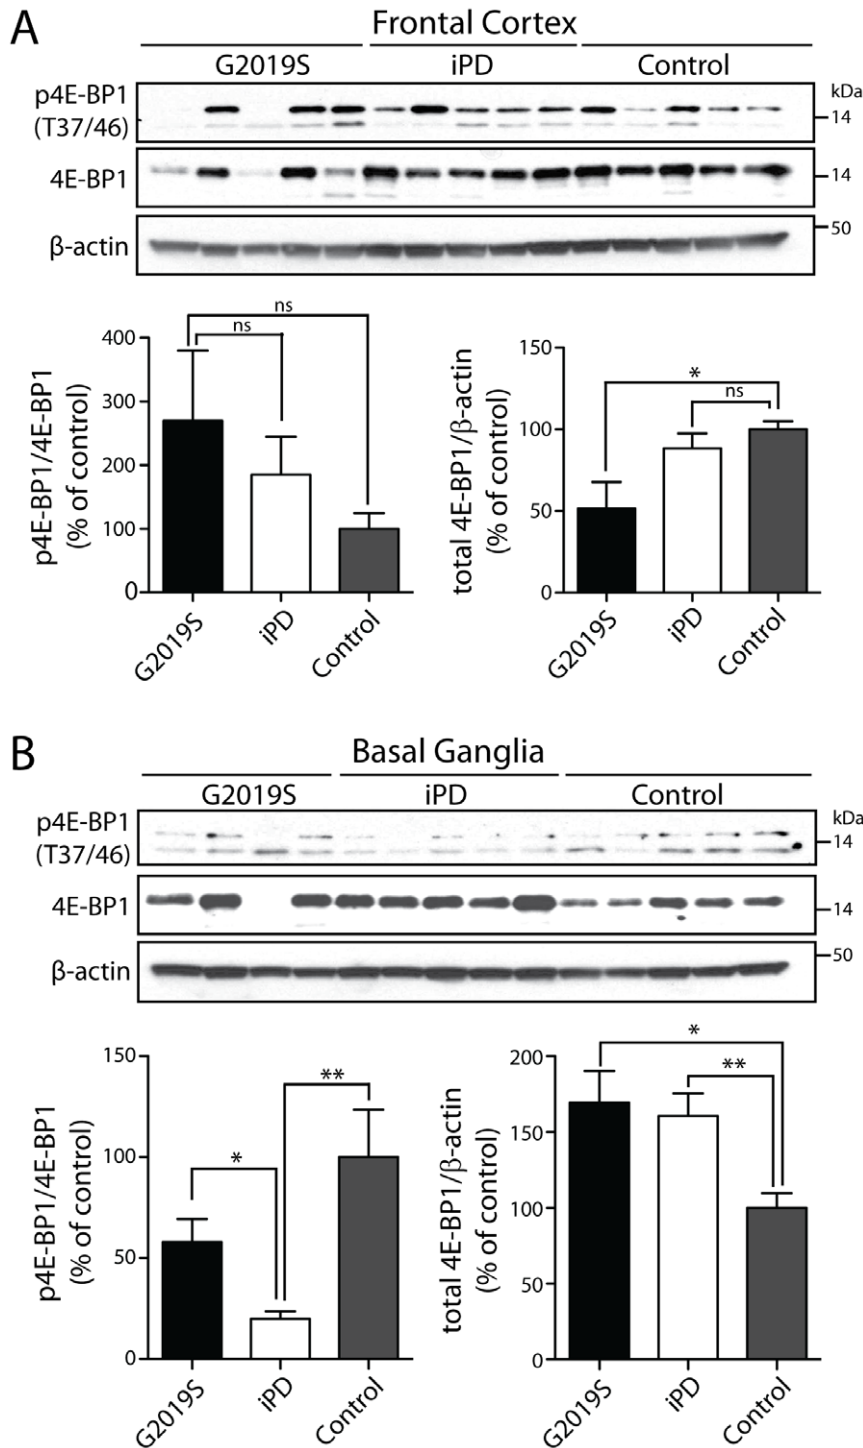 A
Frontal Cortex
G2019S iPD Control
p4E-BP1
(T37/46)
kDa
14
4E-BP1
14
β-actin
50
ns
ns
400
300
200
100
0
p4E-BP1/4E-BP1
(% of control)
G2019S iPD Control
*
ns
150
100
50
0
total 4E-BP1/β-actin
(% of control)
G2019S iPD Control
B
Basal Ganglia
G2019S iPD Control
p4E-BP1
(T37/46)
kDa
14
4E-BP1
14
β-actin
50
**
*
150
100
50
0
p4E-BP1/4E-BP1
(% of control)
G2019S iPD Control
*
**
200
150
100
50
0
total 4E-BP1/β-actin
(% of control)
G2019S iPD Control